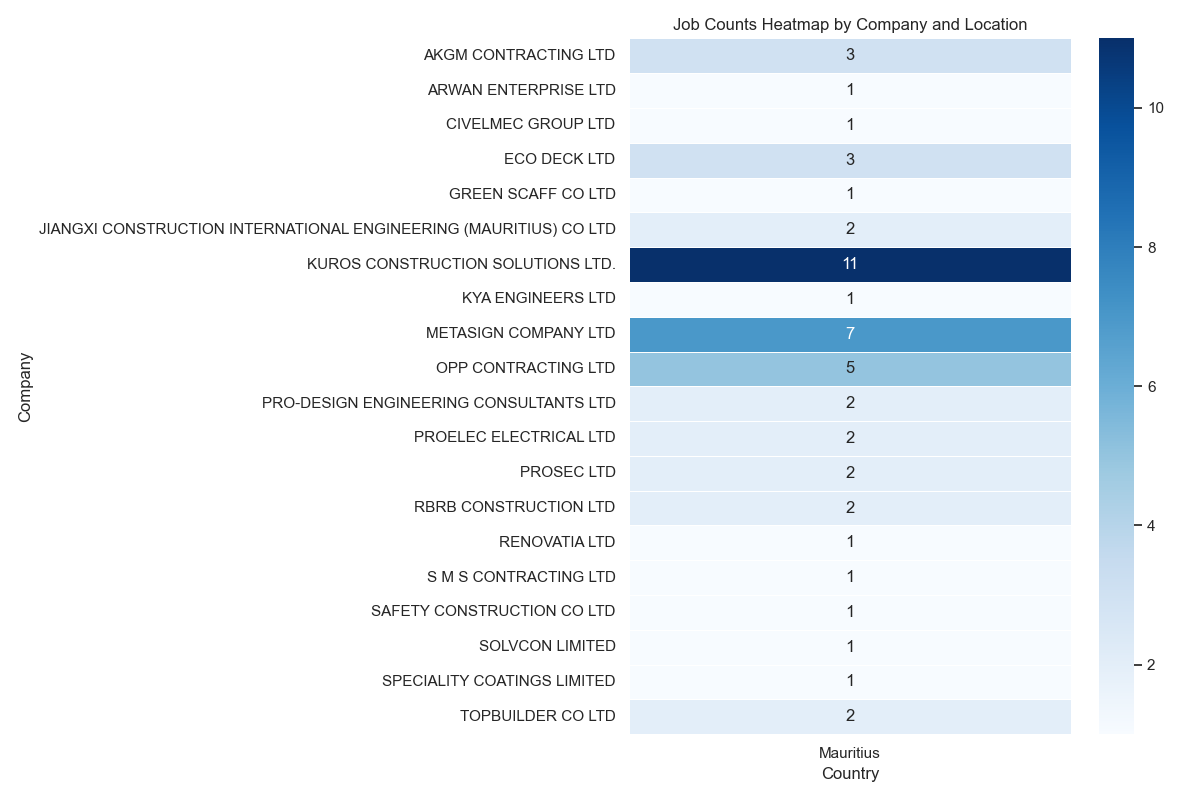 Job Counts Heatmap by Company and Location
AKGM CONTRACTING LTD 3
ARWAN ENTERPRISE LTD 1
CIVELMEC GROUP LTD 1
ECO DECK LTD 3
GREEN SCAFF CO LTD 1
JIANGXI CONSTRUCTION INTERNATIONAL ENGINEERING (MAURITIUS) CO LTD 2
KUROS CONSTRUCTION SOLUTIONS LTD. 11
KYA ENGINEERS LTD 1
METASIGN COMPANY LTD 7
OPP CONTRACTING LTD 5
PRO-DESIGN ENGINEERING CONSULTANTS LTD 2
PROELEC ELECTRICAL LTD 2
PROSEC LTD 2
RBRB CONSTRUCTION LTD 2
RENOVATIA LTD 1
S M S CONTRACTING LTD 1
SAFETY CONSTRUCTION CO LTD 1
SOLVCON LIMITED 1
SPECIALITY COATINGS LIMITED 1
TOPBUILDER CO LTD 2
Company
Mauritius
Country
10
8
6
4
2